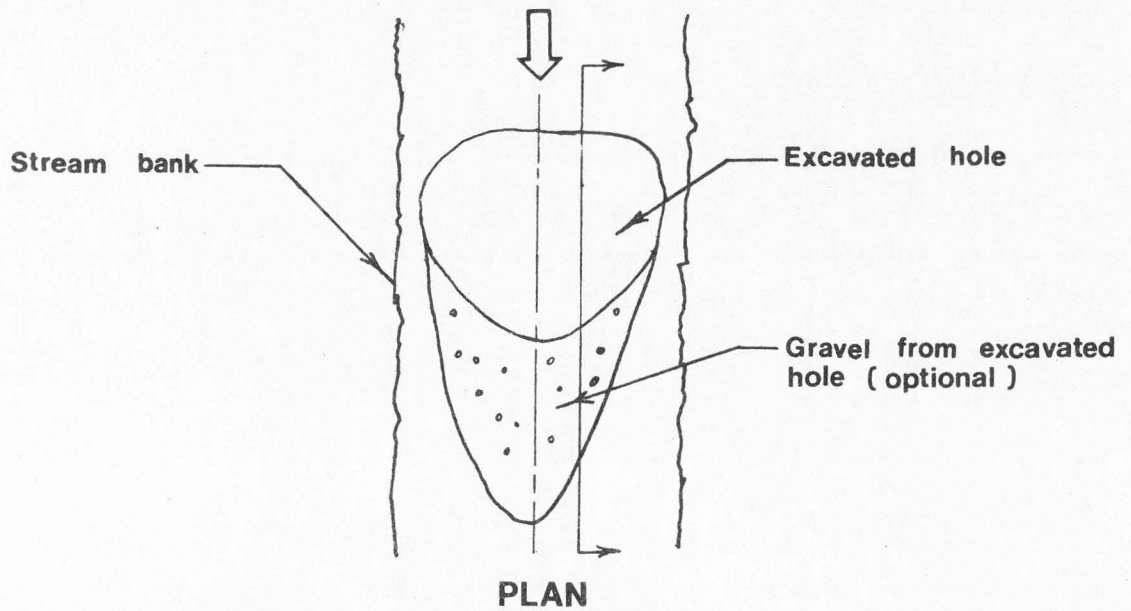 Stream bank
Excavated hole
Gravel from excavated
hole ( optional )
PLAN